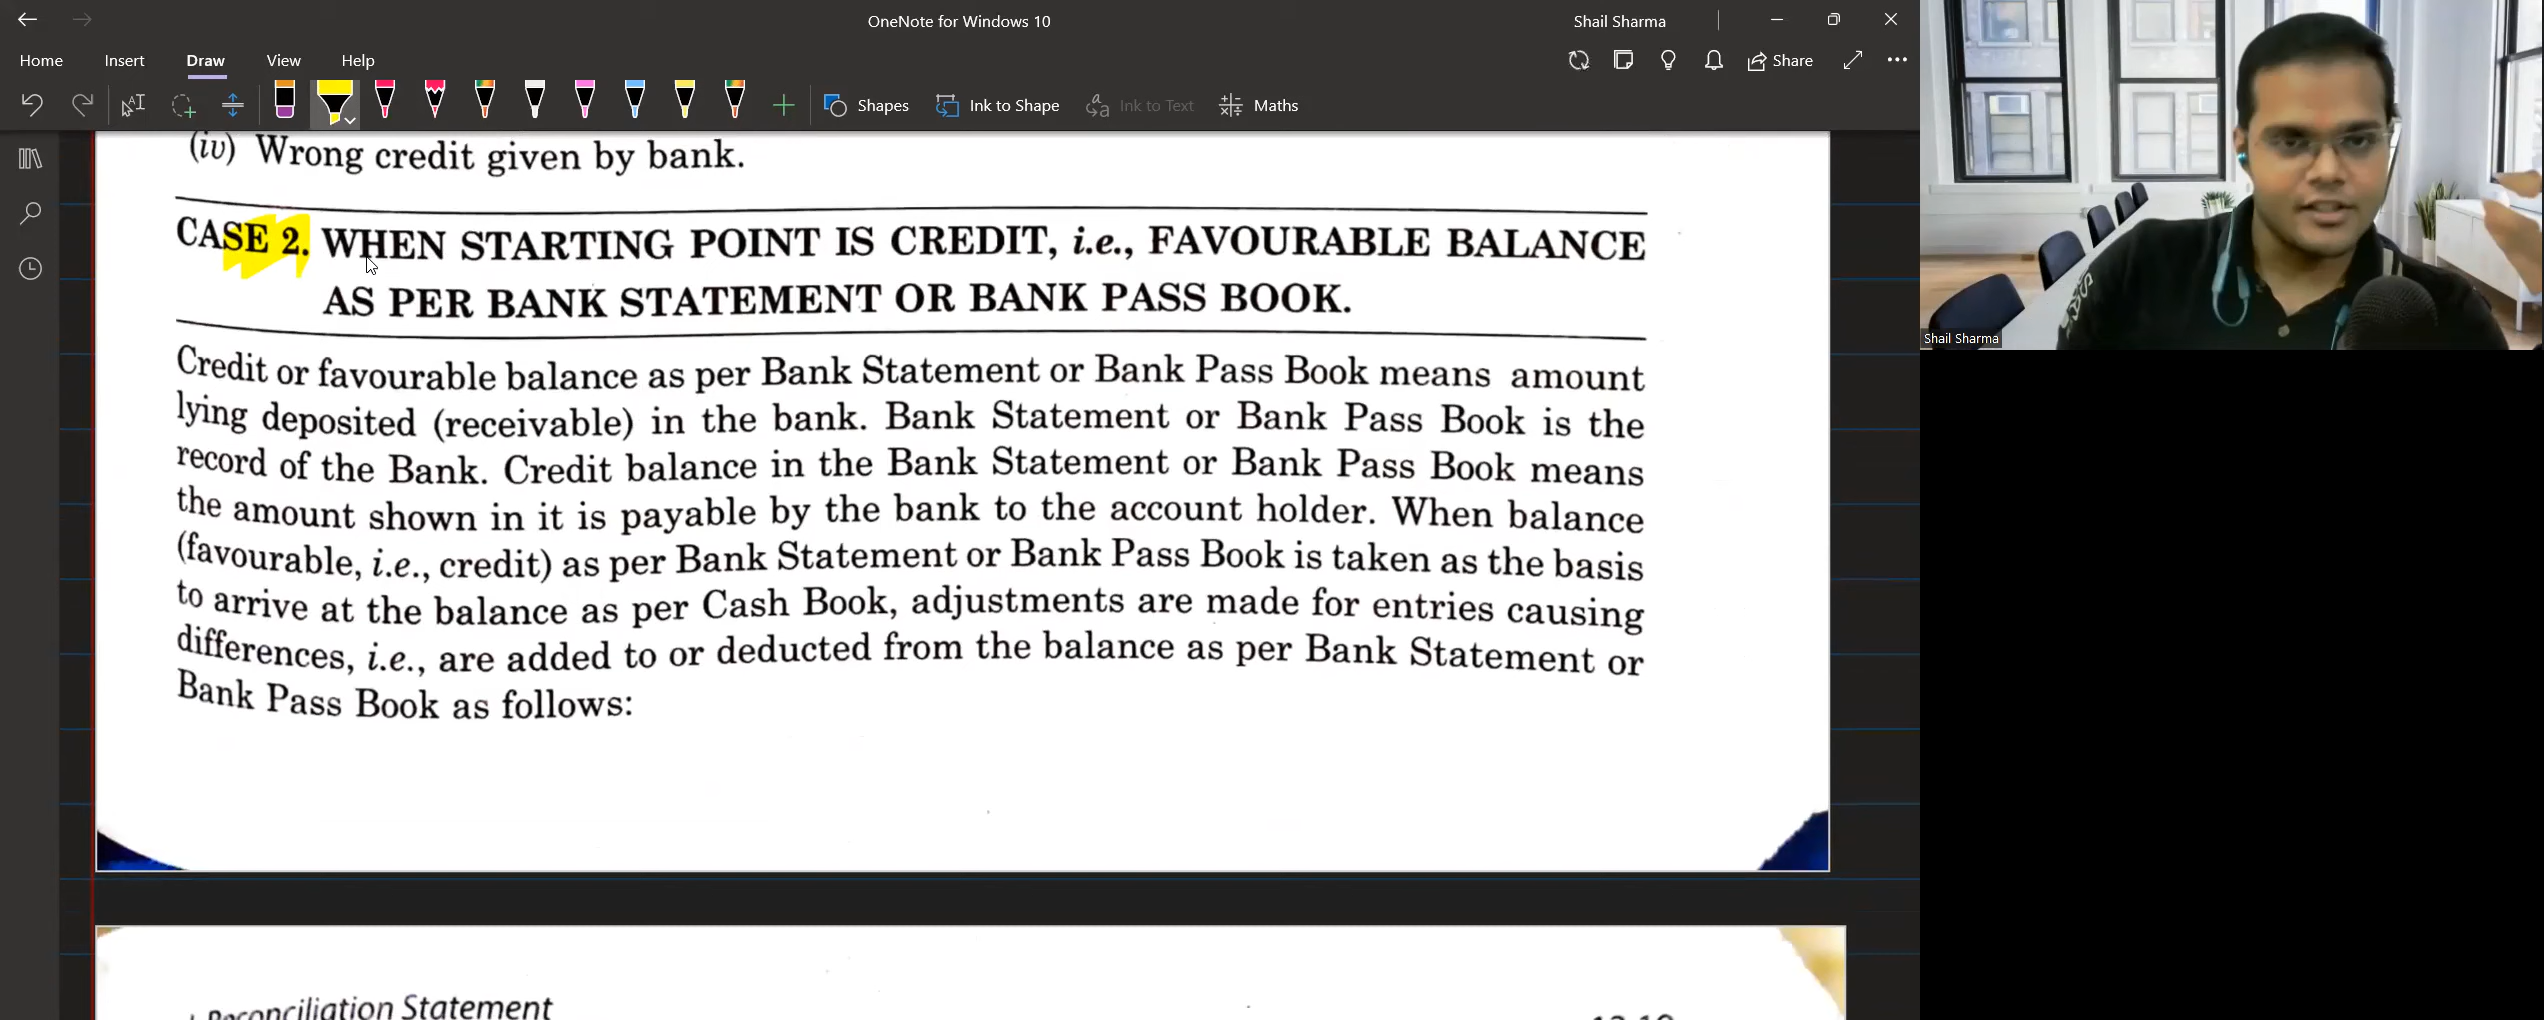 OneNote for Windows 10
Shail Sharma
Home Insert Draw View Help
Share
Shapes Ink to Shape Ink to Text Maths
(iv) Wrong credit given by bank.
CASE 2. WHEN STARTING POINT IS CREDIT, i.e., FAVOURABLE BALANCE
AS PER BANK STATEMENT OR BANK PASS BOOK.
Credit or favourable balance as per Bank Statement or Bank Pass Book means amount
lying deposited (receivable) in the bank. Bank Statement or Bank Pass Book is the
record of the Bank. Credit balance in the Bank Statement or Bank Pass Book means
the amount shown in it is payable by the bank to the account holder. When balance
(favourable, i.e., credit) as per Bank Statement or Bank Pass Book is taken as the basis
to arrive at the balance as per Cash Book, adjustments are made for entries causing
differences, i.e., are added to or deducted from the balance as per Bank Statement or
Bank Pass Book as follows:
Reconciliation Statement
Shail Sharma